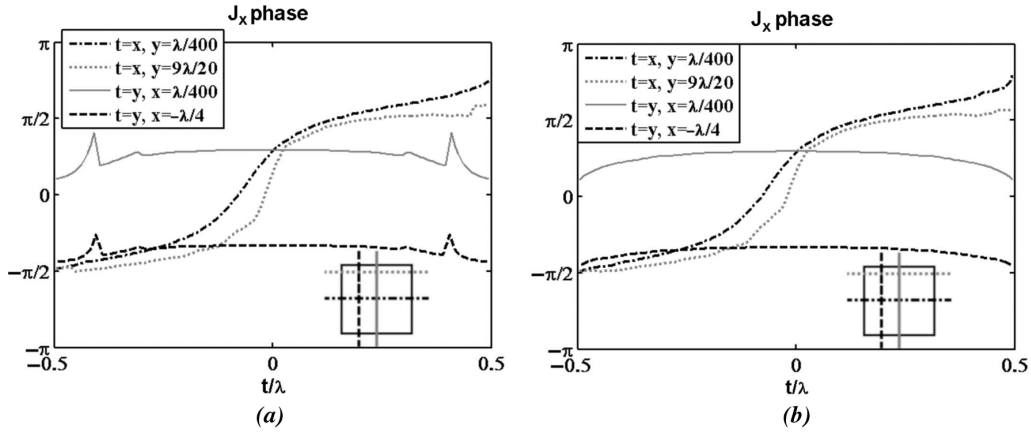 Jx phase
π
π/2
0
−π/2
−π
t=x, y=λ/400
t=x, y=9λ/20
t=y, x=λ/400
t=y, x=−λ/4
−0.5
0
0.5
t/λ
(a)
Jx phase
π
π/2
0
−π/2
−π
t=x, y=λ/400
t=x, y=9λ/20
t=y, x=λ/400
t=y, x=−λ/4
−0.5
0
0.5
t/λ
(b)